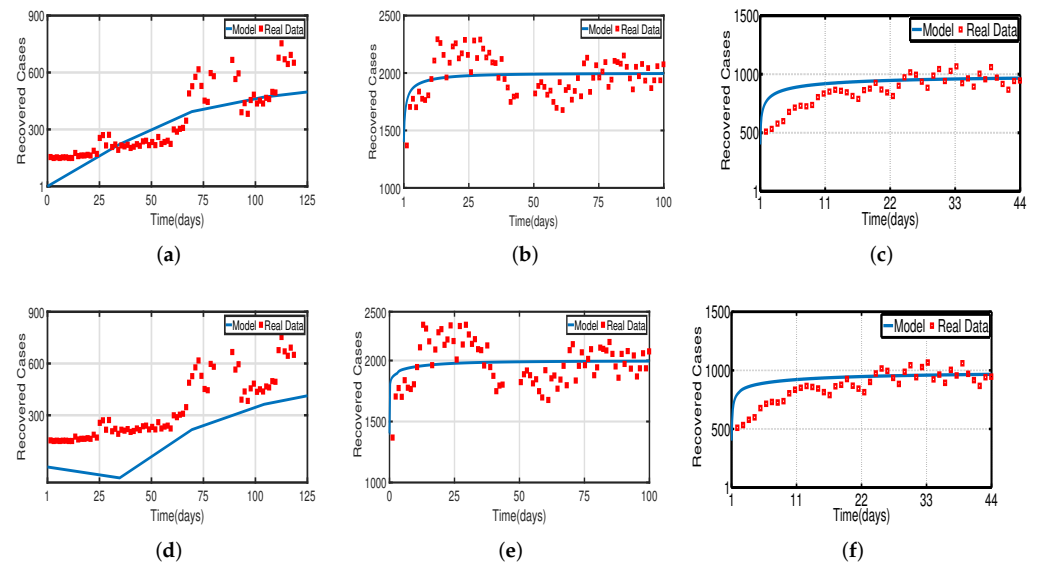 900
600
300
1
Recovered Cases
Model Real Data
0 25 50 75 100 125
Time(days)
(a)
2500
2000
1500
1000
Recovered Cases
Model Real Data
1 25 50 75 100
Time(days)
(b)
1500
1000
500
1
Recovered Cases
Model Real Data
1 11 22 33 44
Time(days)
(c)
900
600
300
Recovered Cases
Model Real Data
1 25 50 75 100 125
Time(days)
(d)
2500
2000
1500
1000
Recovered Cases
Model Real Data
0 25 50 75 100
Time(days)
(e)
1500
1000
500
1
Recovered Cases
Model Real Data
1 11 22 33 44
Time(days)
(f)